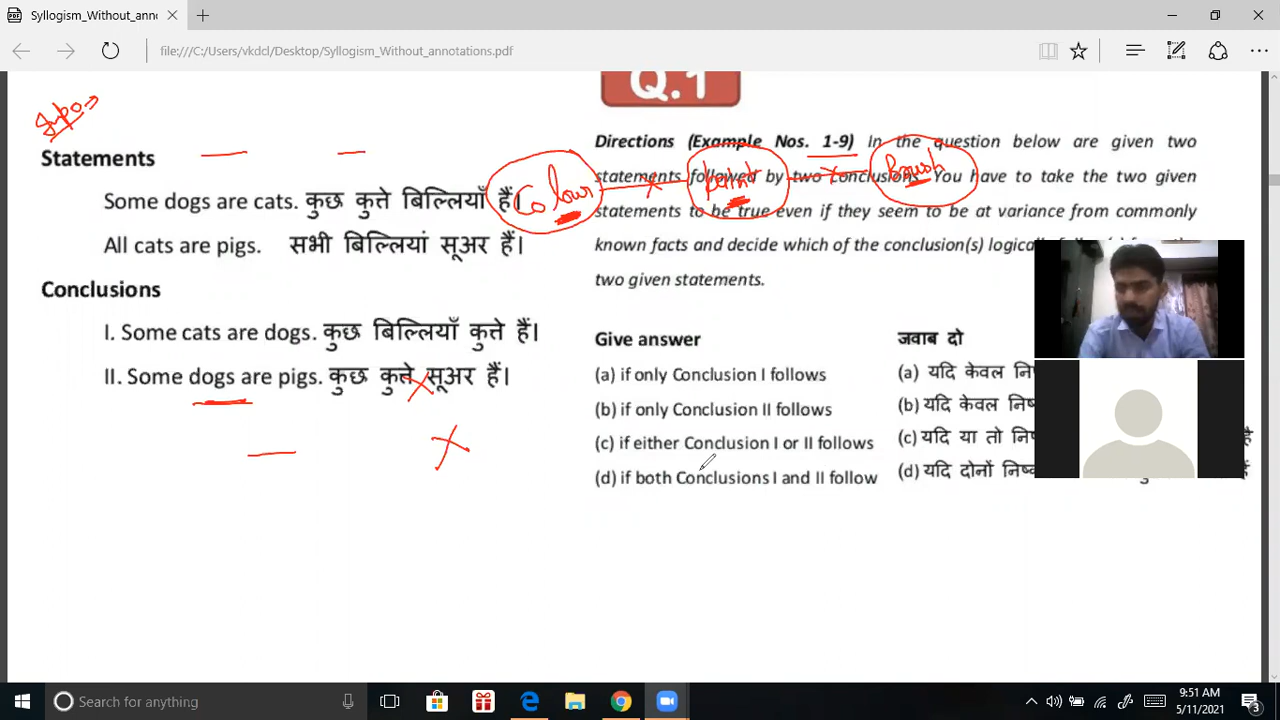 Syllogism_Without_anno
file:///C:/Users/vkdcl/Desktop/Syllogism_Without_annotations.pdf
Q.1
Statements
Some dogs are cats. कुछ कुत्ते बिल्लियाँ हैं।
All cats are pigs. सभी बिल्लियां सूअर हैं।
Conclusions
I. Some cats are dogs. कुछ बिल्लियाँ कुत्ते हैं।
II. Some dogs are pigs. कुछ कुत्ते सूअर हैं।
Colour
paint
Brush
Directions (Example Nos. 1-9) In the question below are given two
statements followed by two conclusions. You have to take the two given
statements to be true even if they seem to be at variance from commonly
known facts and decide which of the conclusion(s) logically
two given statements.
Give answer
(a) if only Conclusion I follows
(b) if only Conclusion II follows
(c) if either Conclusion I or II follows
(d) if both Conclusions I and II follow
जवाब दो
(a) यदि केवल
(b) यदि केवल
(c) यदि या तो
(d) यदि दोनों
Search for anything
9:51 AM
5/11/2021
3